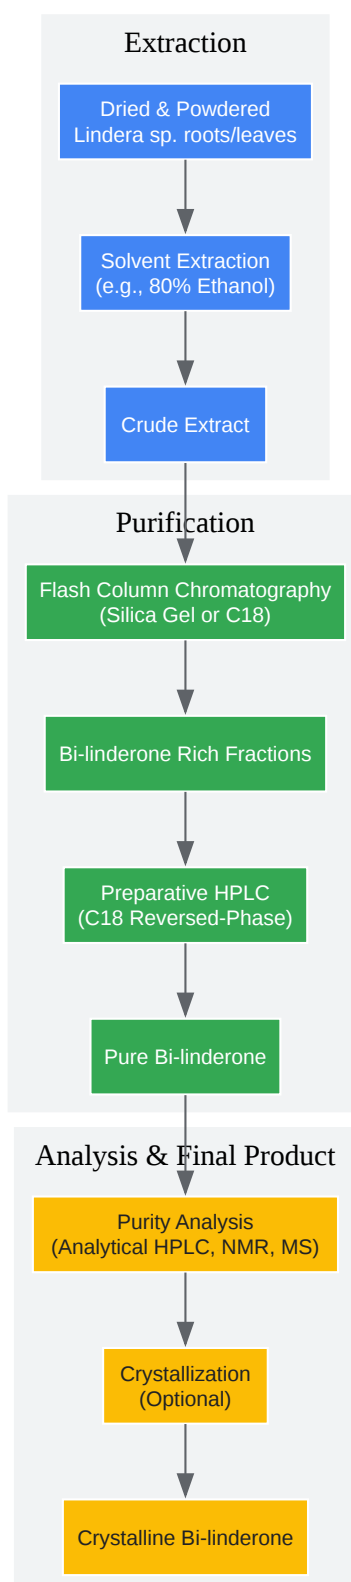 Extraction
Dried & Powdered
Lindera sp. roots/leaves
Solvent Extraction
(e.g., 80% Ethanol)
Crude Extract
Purification
Flash Column Chromatography
(Silica Gel or C18)
Bi-linderone Rich Fractions
Preparative HPLC
(C18 Reversed-Phase)
Pure Bi-linderone
Analysis & Final Product
Purity Analysis
(Analytical HPLC, NMR, MS)
Crystallization
(Optional)
Crystalline Bi-linderone